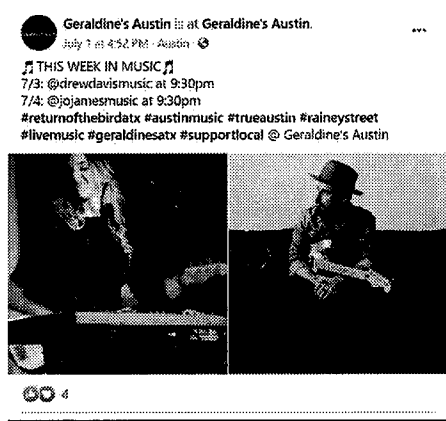 Geraldine's Austin is at Geraldine's Austin.
July 1 at 4:52 PM · Austin ·
🎵 THIS WEEK IN MUSIC 🎵
7/3: @drewdavismusic at 9:30pm
7/4: @jojamesmusic at 9:30pm
#returnofthebirdatx #austinmusic #trueaustin #raineystreet
#livemusic #geraldinesatx #supportlocal @ Geraldine's Austin
4